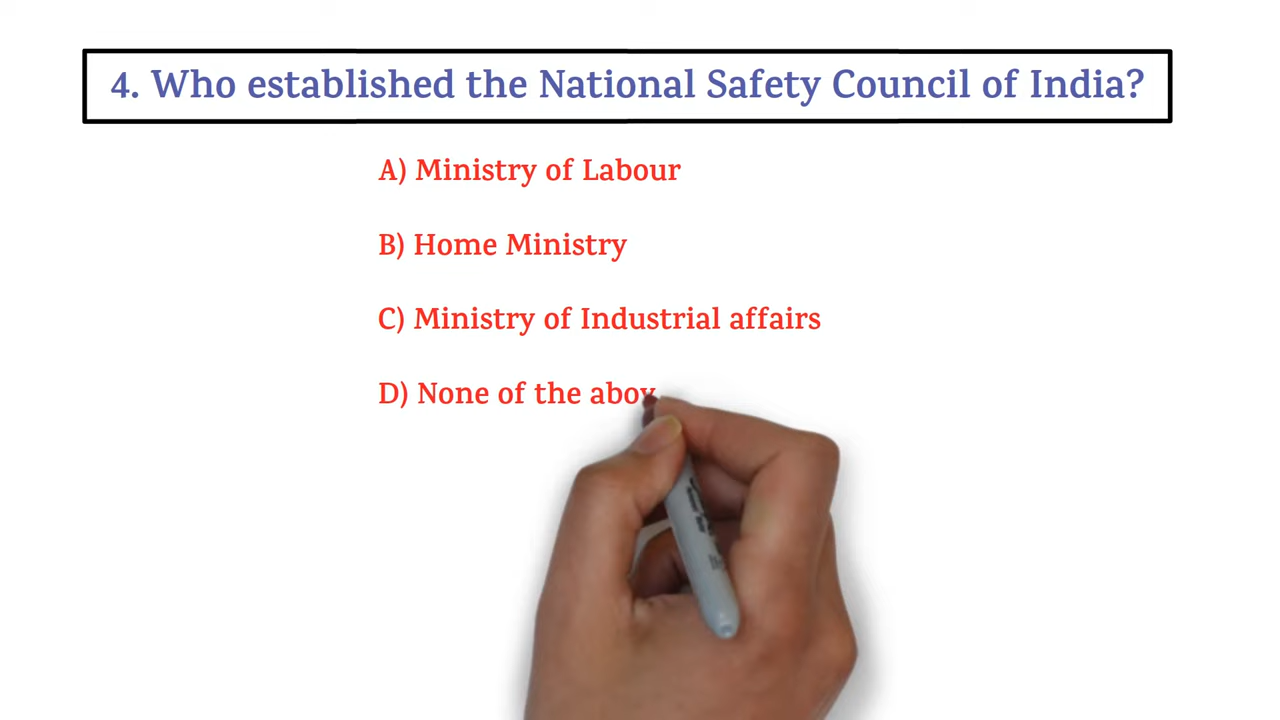 4. Who established the National Safety Council of India?
A) Ministry of Labour
B) Home Ministry
C) Ministry of Industrial affairs
D) None of the abov